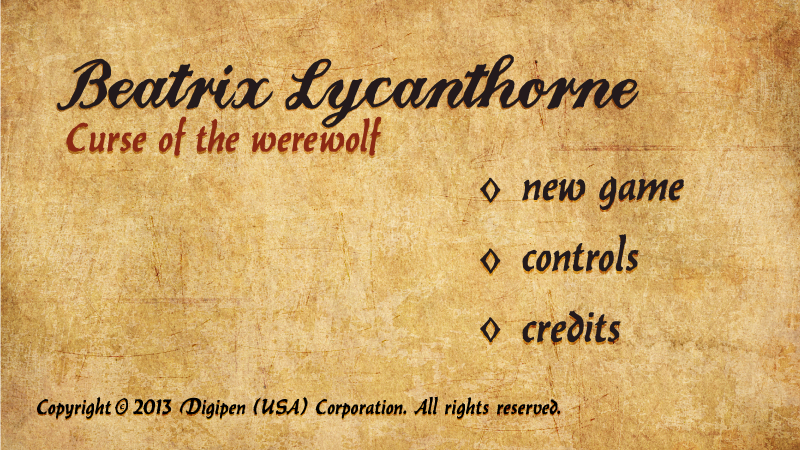 Beatrix Lycanthorne
Curse of the werewolf
◇ new game
◇ controls
◇ credits
Copyright © 2013 Digipen (USA) Corporation. All rights reserved.